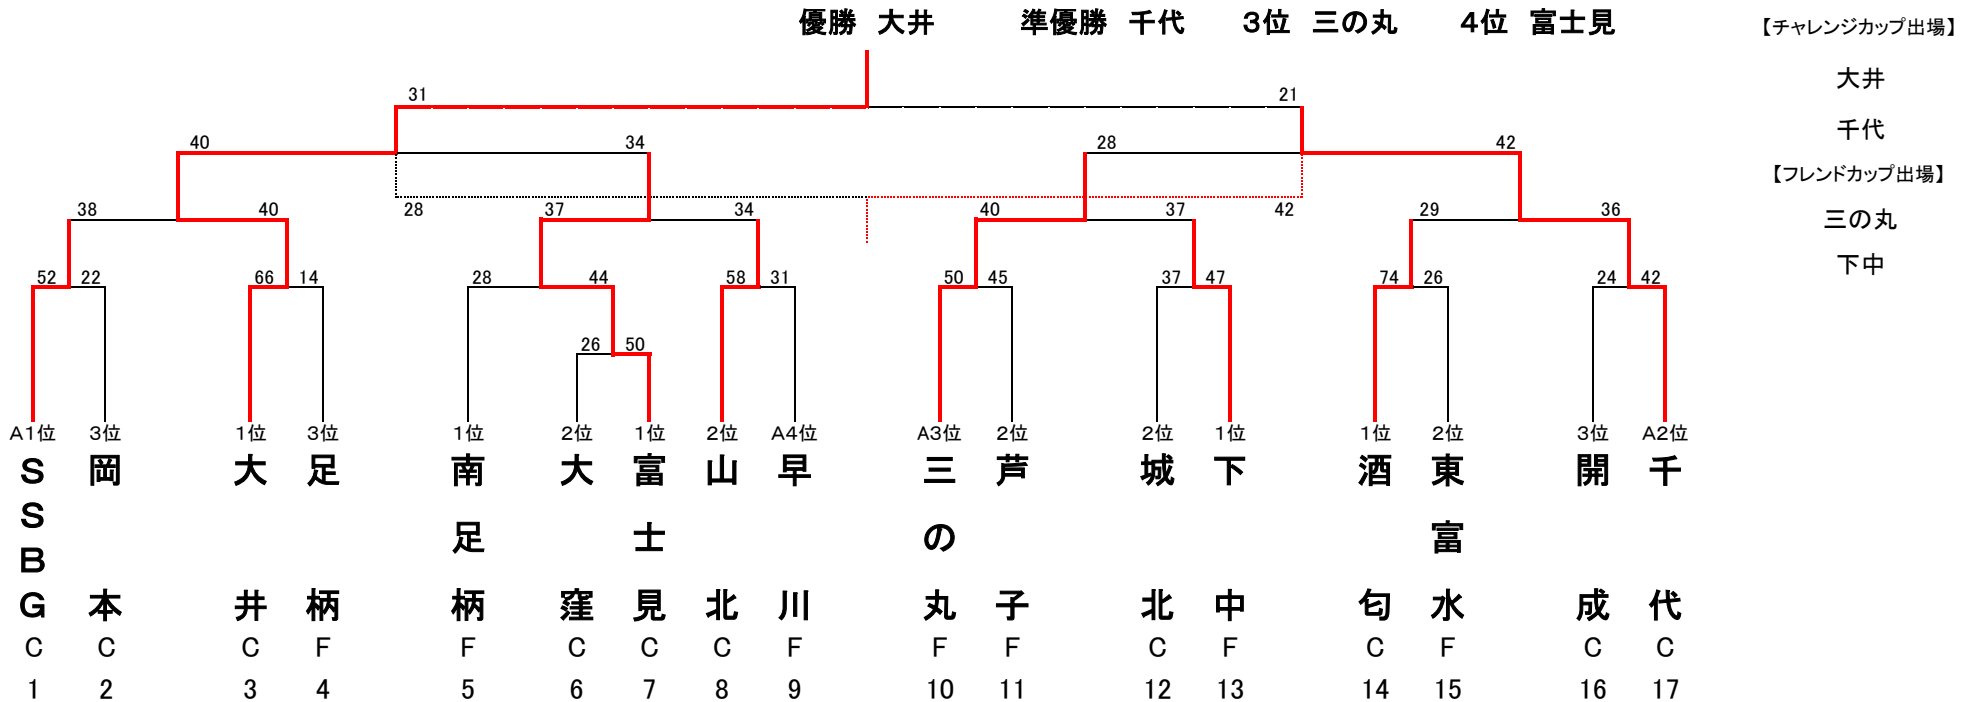 優勝 大井 準優勝 千代 3位 三の丸 4位 富士見
【チャレンジカップ出場】
大井
千代
【フレンドカップ出場】
三の丸
下中
31 21
40 34 28 42
38 40 28 37 34 40 37 42 29 36
52 22 66 14 28 44 58 31 50 45 37 47 74 26 24 42
26 50
A1位 3位 1位 3位 1位 2位 1位 2位 A4位 A3位 2位 2位 1位 1位 2位 3位 A2位
SSBG
岡本
大井
足柄
南足柄
大窪
富士見
山北
早川
三の丸
芦子
城北
下中
酒匂
東富水
開成
千代
C C C F F C C C F F F C F C F C C
1 2 3 4 5 6 7 8 9 10 11 12 13 14 15 16 17